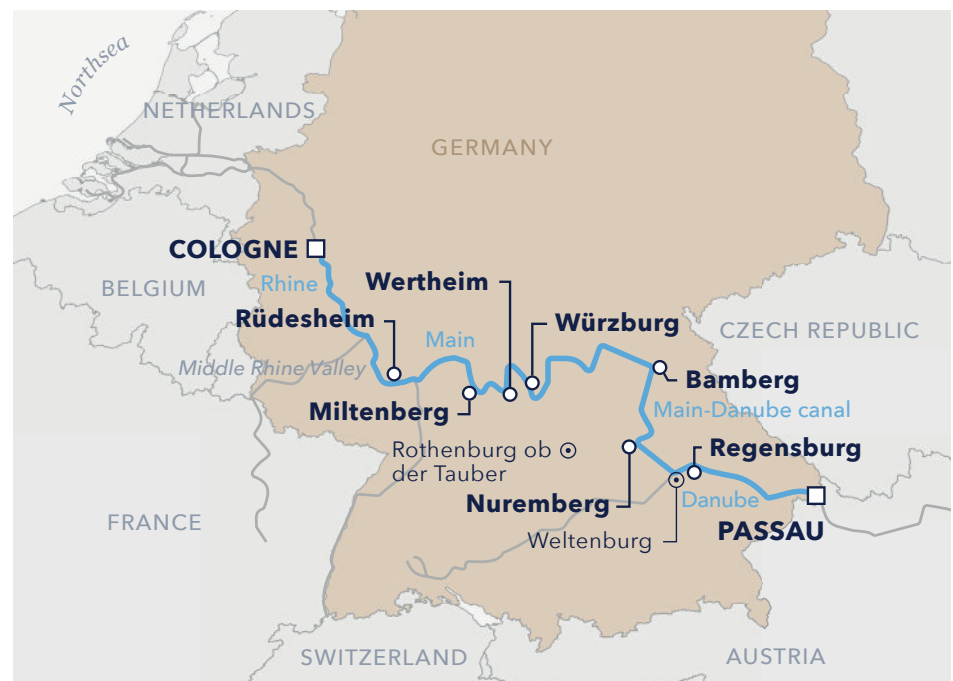 Northsea
NETHERLANDS
GERMANY
COLOGNE
Wertheim
Rhine
BELGIUM
Rüdesheim
Main
Würzburg
CZECH REPUBLIC
Middle Rhine Valley
Bamberg
Miltenberg
Main-Danube canal
Rothenburg ob
der Tauber
Regensburg
Nuremberg
Danube
FRANCE
Weltenburg
PASSAU
SWITZERLAND
AUSTRIA